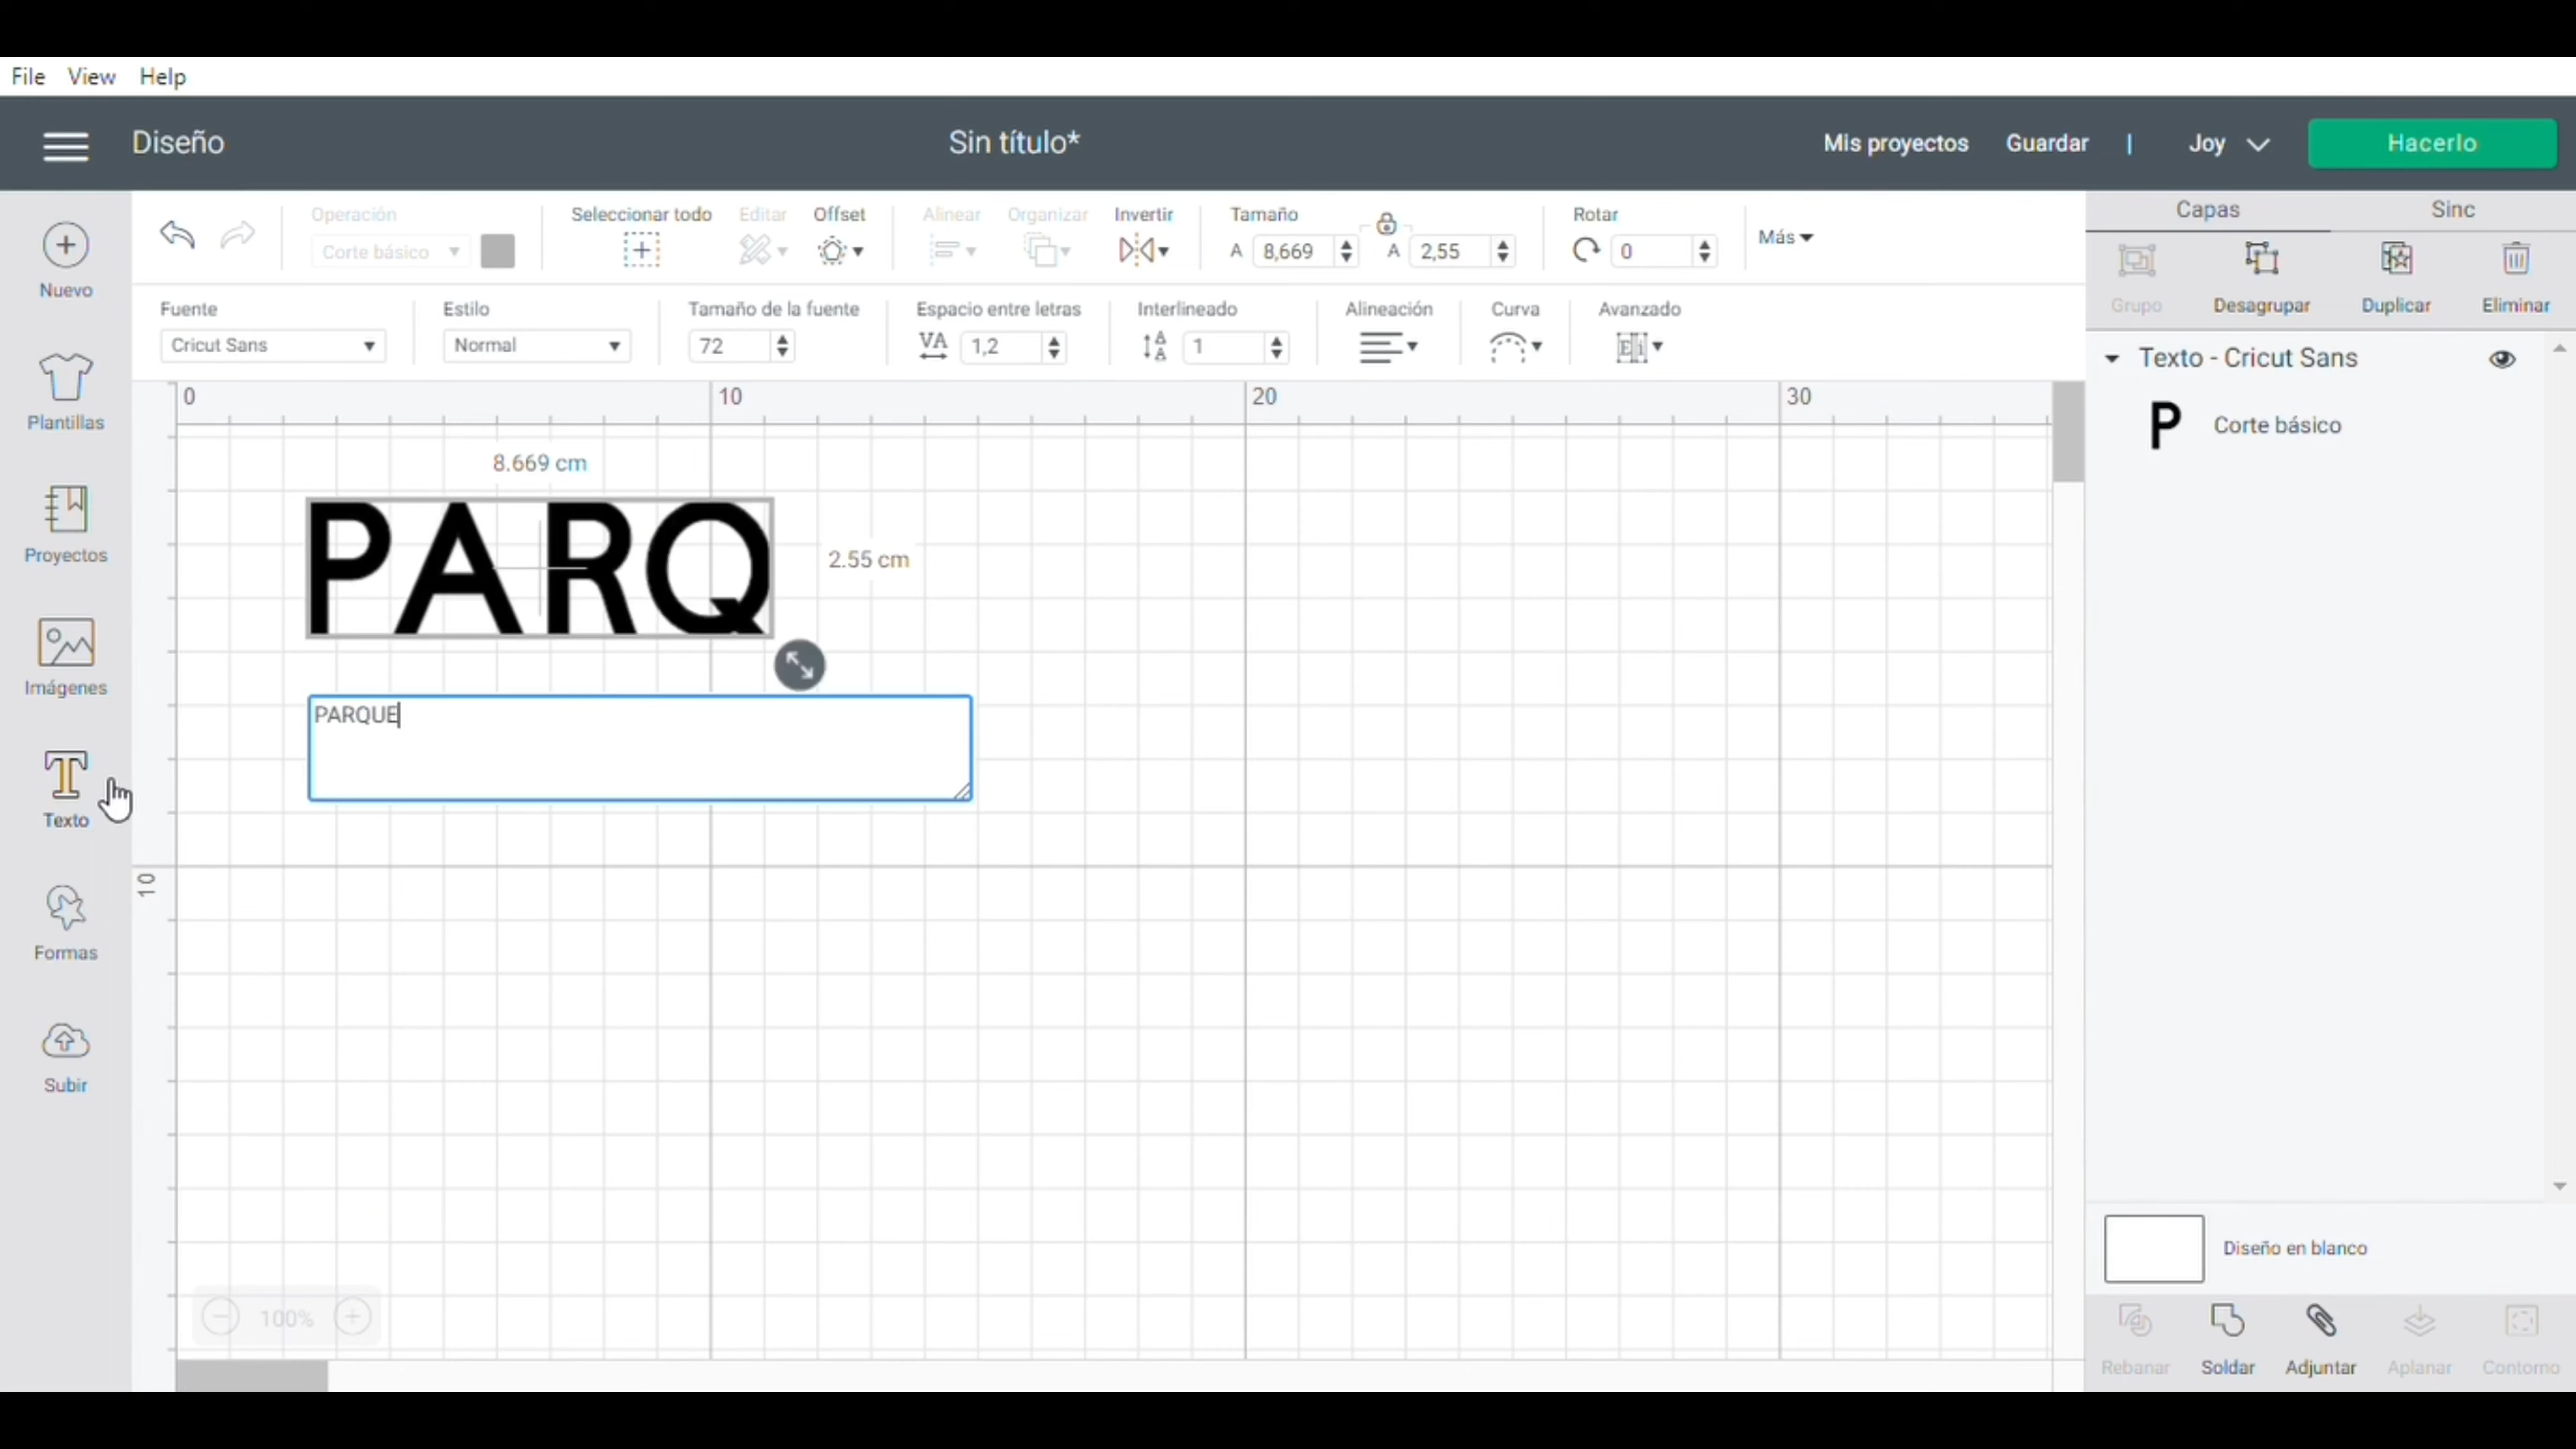 File View Help
Diseño
Sin título*
Mis proyectos Guardar | Joy Hacerlo
Nuevo
Plantillas
Proyectos
Imágenes
Texto
Formas
Subir
Operación
Corte básico
Seleccionar todo
Editar
Offset
Alinear
Organizar
Invertir
Tamaño
A 8,669
A 2,55
Rotar
0
Más
Fuente
Cricut Sans
Estilo
Normal
Tamaño de la fuente
72
Espacio entre letras
VA 1,2
Interlineado
A
A
1
Alineación
Curva
Avanzado
0 10 20 30
10
8.669 cm
PARQ
2.55 cm
PARQUE
100%
Capas Sinc
Grupo Desagrupar Duplicar Eliminar
Texto - Cricut Sans
P Corte básico
Diseño en blanco
Rebanar Soldar Adjuntar Aplanar Contorno